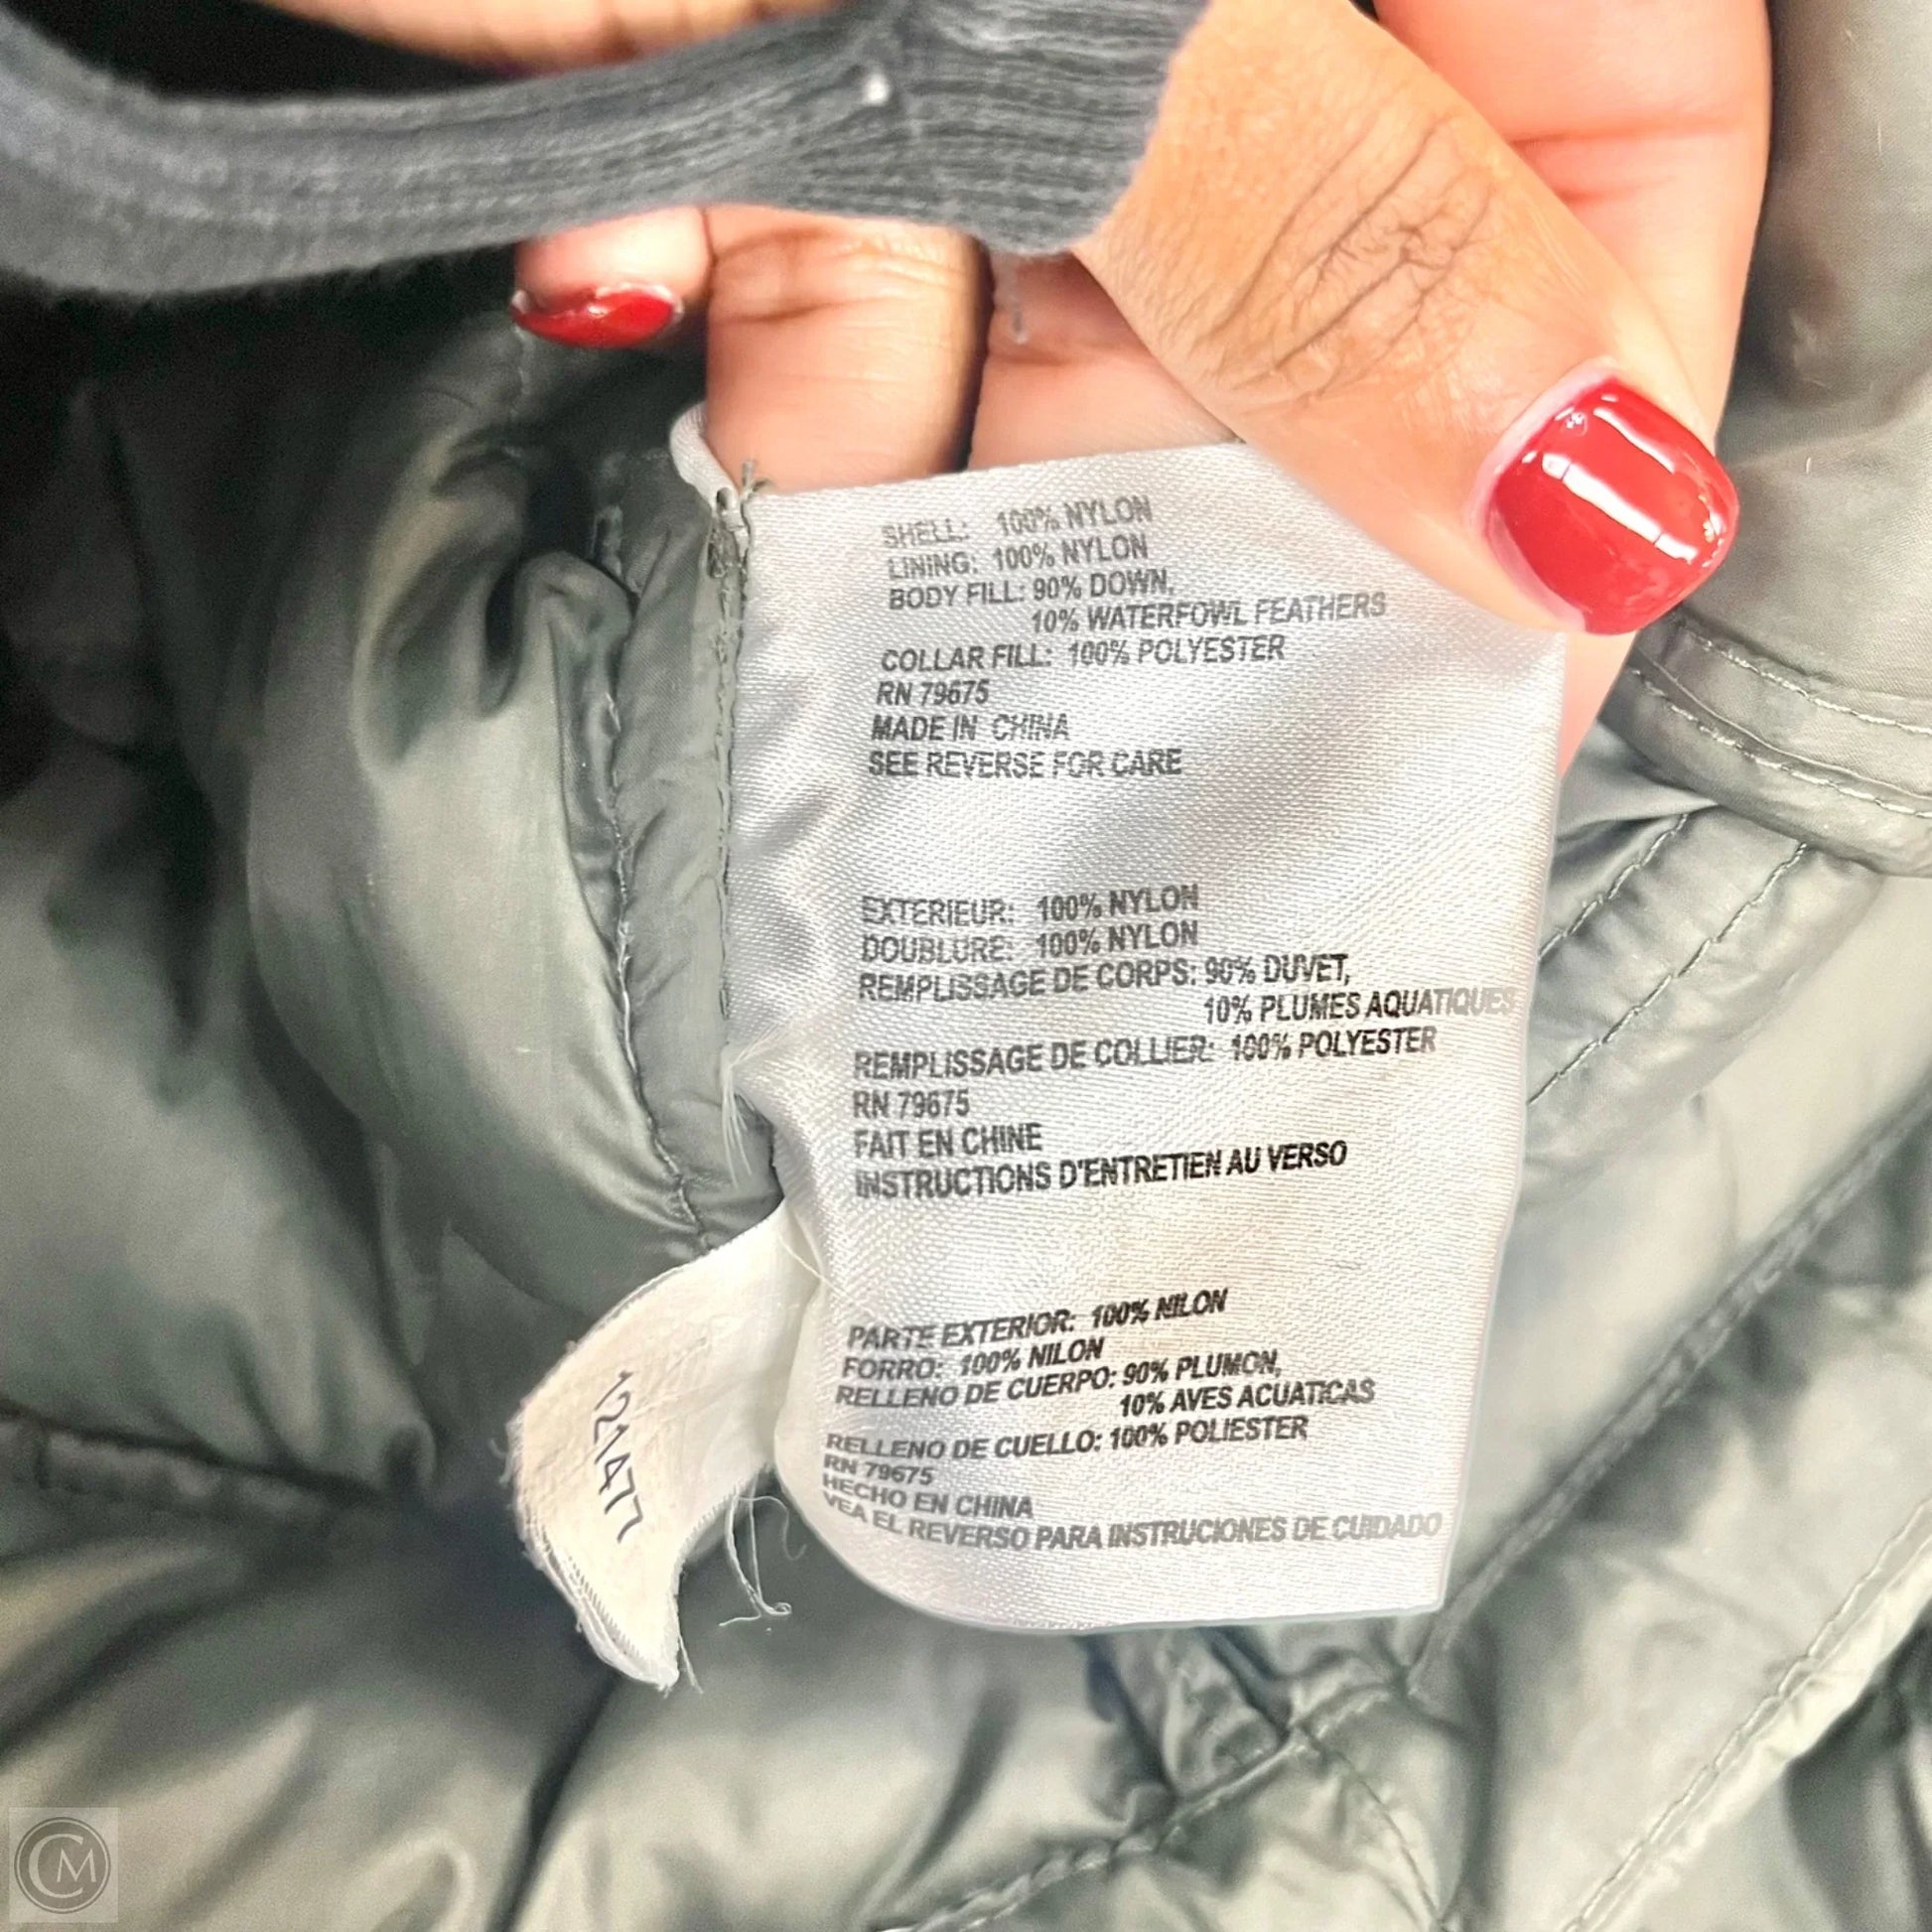 SHELL: 100% NYLON
LINING: 100% NYLON
BODY FILL: 90% DOWN,
10% WATERFOWL FEATHERS
COLLAR FILL: 100% POLYESTER
RN 79675
MADE IN CHINA
SEE REVERSE FOR CARE
EXTERIEUR: 100% NYLON
DOUBLURE: 100% NYLON
REMPLISSAGE DE CORPS: 90% DUVET,
10% PLUMES AQUATIQUES
REMPLISSAGE DE COLLIER: 100% POLYESTER
RN 79675
FAIT EN CHINE
INSTRUCTIONS D'ENTRETIEN AU VERSO
PARTE EXTERIOR: 100% NILON
FORRO: 100% NILON
RELLENO DE CUERPO: 90% PLUMON,
10% AVES ACUATICAS
RELLENO DE CUELLO: 100% POLIESTER
RN 79675
HECHO EN CHINA
VEA EL REVERSO PARA INSTRUCIONES DE CUIDADO
121477
CM